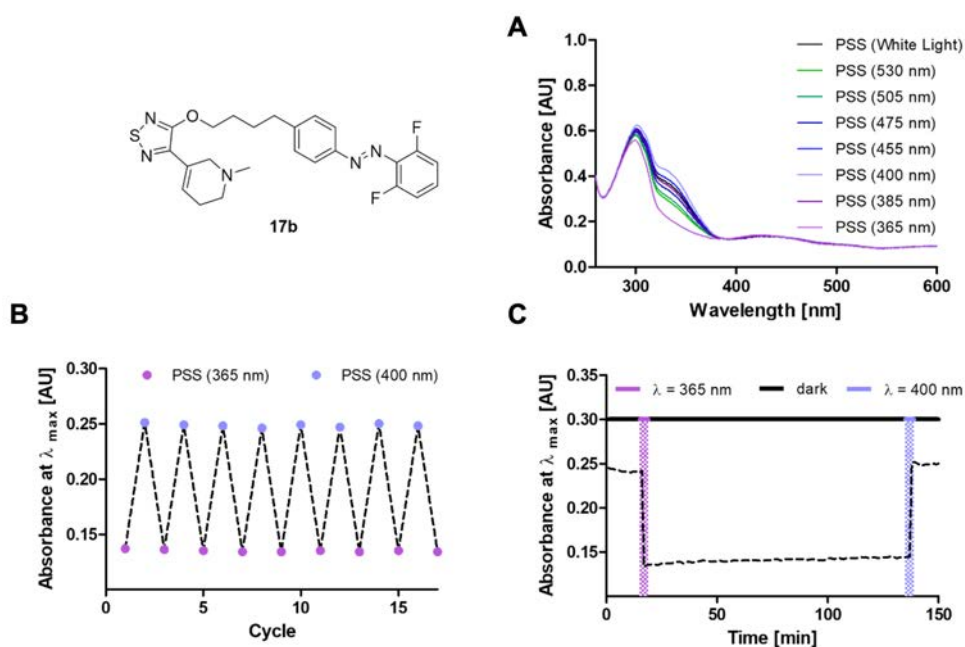 A
N
S
N
O
N
N
N
F
F
17b
Absorbance [AU]
1.0
0.8
0.6
0.4
0.2
0.0
300
400
500
600
Wavelength [nm]
PSS (White Light)
PSS (530 nm)
PSS (505 nm)
PSS (475 nm)
PSS (455 nm)
PSS (400 nm)
PSS (385 nm)
PSS (365 nm)
B
Absorbance at λ max [AU]
0.30
0.25
0.20
0.15
PSS (365 nm)
PSS (400 nm)
0
5
10
15
Cycle
C
Absorbance at λ max [AU]
0.35
0.30
0.25
0.15
λ = 365 nm
dark
λ = 400 nm
0
50
100
150
Time [min]